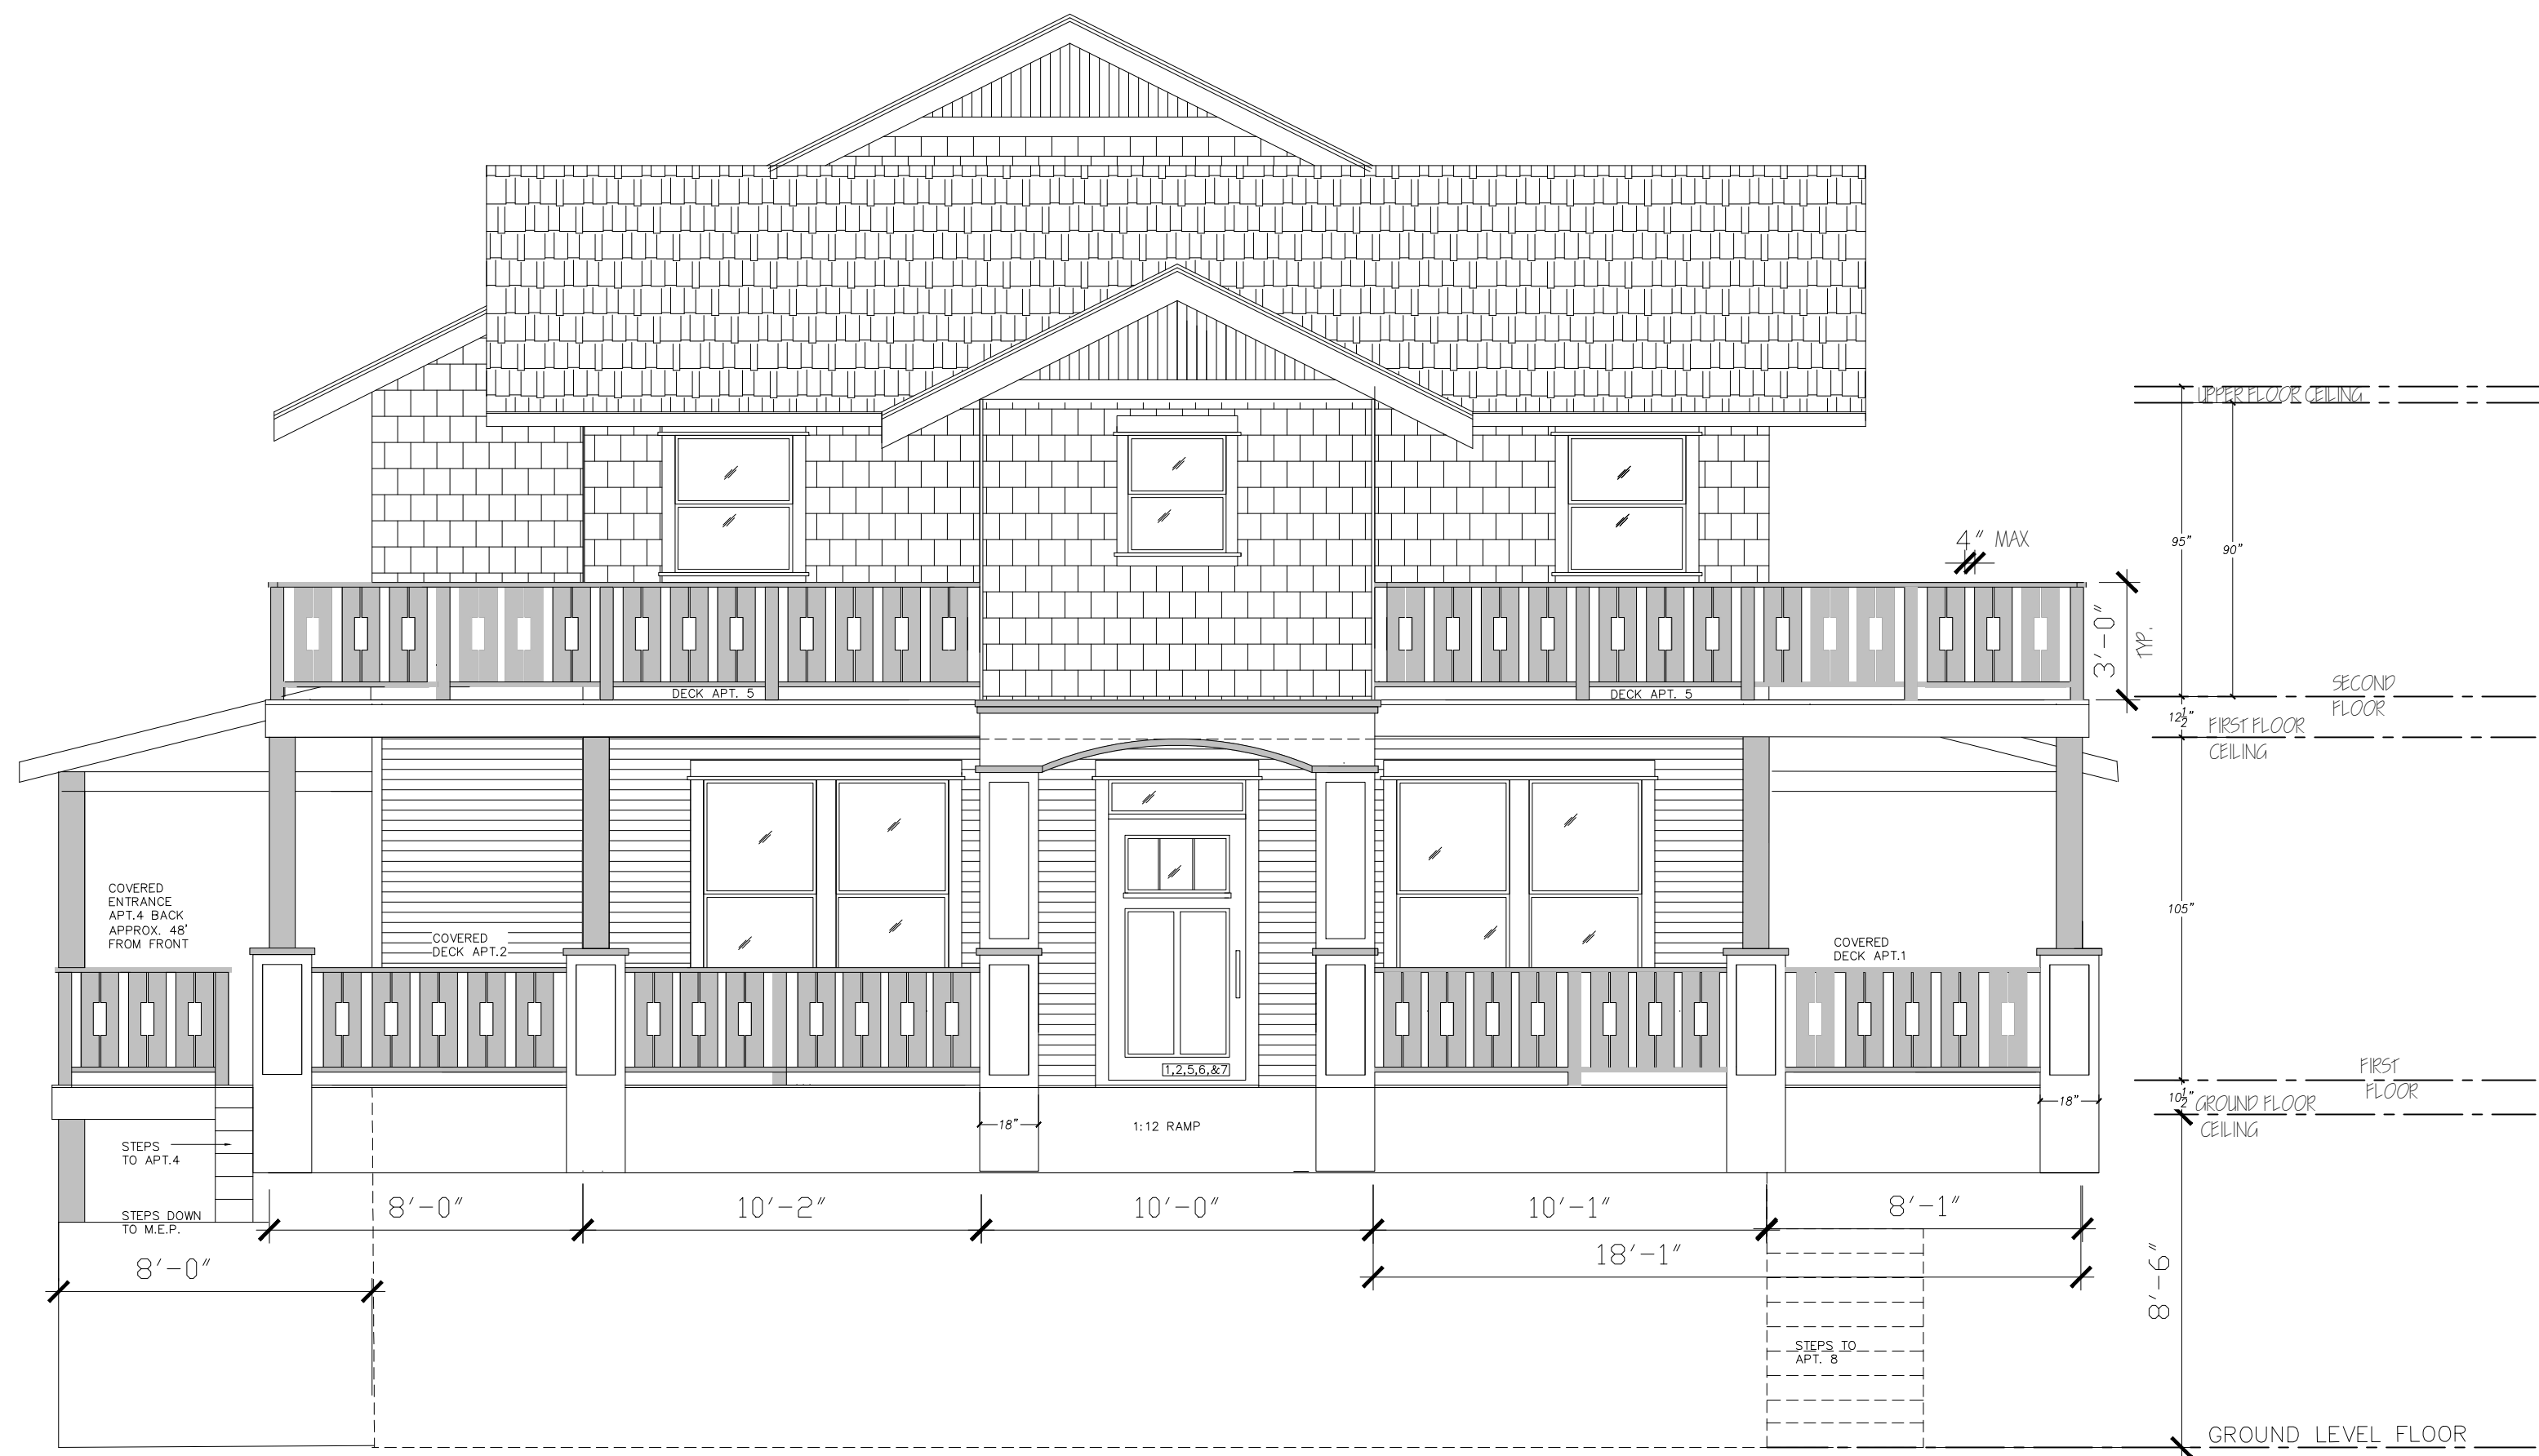 UPPER FLOOR CEILING
4" MAX
95"
90"
3'-0"
TYP.
DECK APT. 5
DECK APT. 5
SECOND
FLOOR
12 1/2"
FIRST FLOOR
CEILING
COVERED
ENTRANCE
APT.4 BACK
APPROX. 48'
FROM FRONT
COVERED
DECK APT.2
COVERED
DECK APT.1
105"
1,2,5,6,&7
FIRST
FLOOR
10 1/2"
GROUND FLOOR
CEILING
18"
18"
1:12 RAMP
STEPS
TO APT.4
STEPS DOWN
TO M.E.P.
8'-0"
10'-2"
10'-0"
10'-1"
8'-1"
8'-0"
18'-1"
8'-6"
STEPS TO
APT. 8
GROUND LEVEL FLOOR